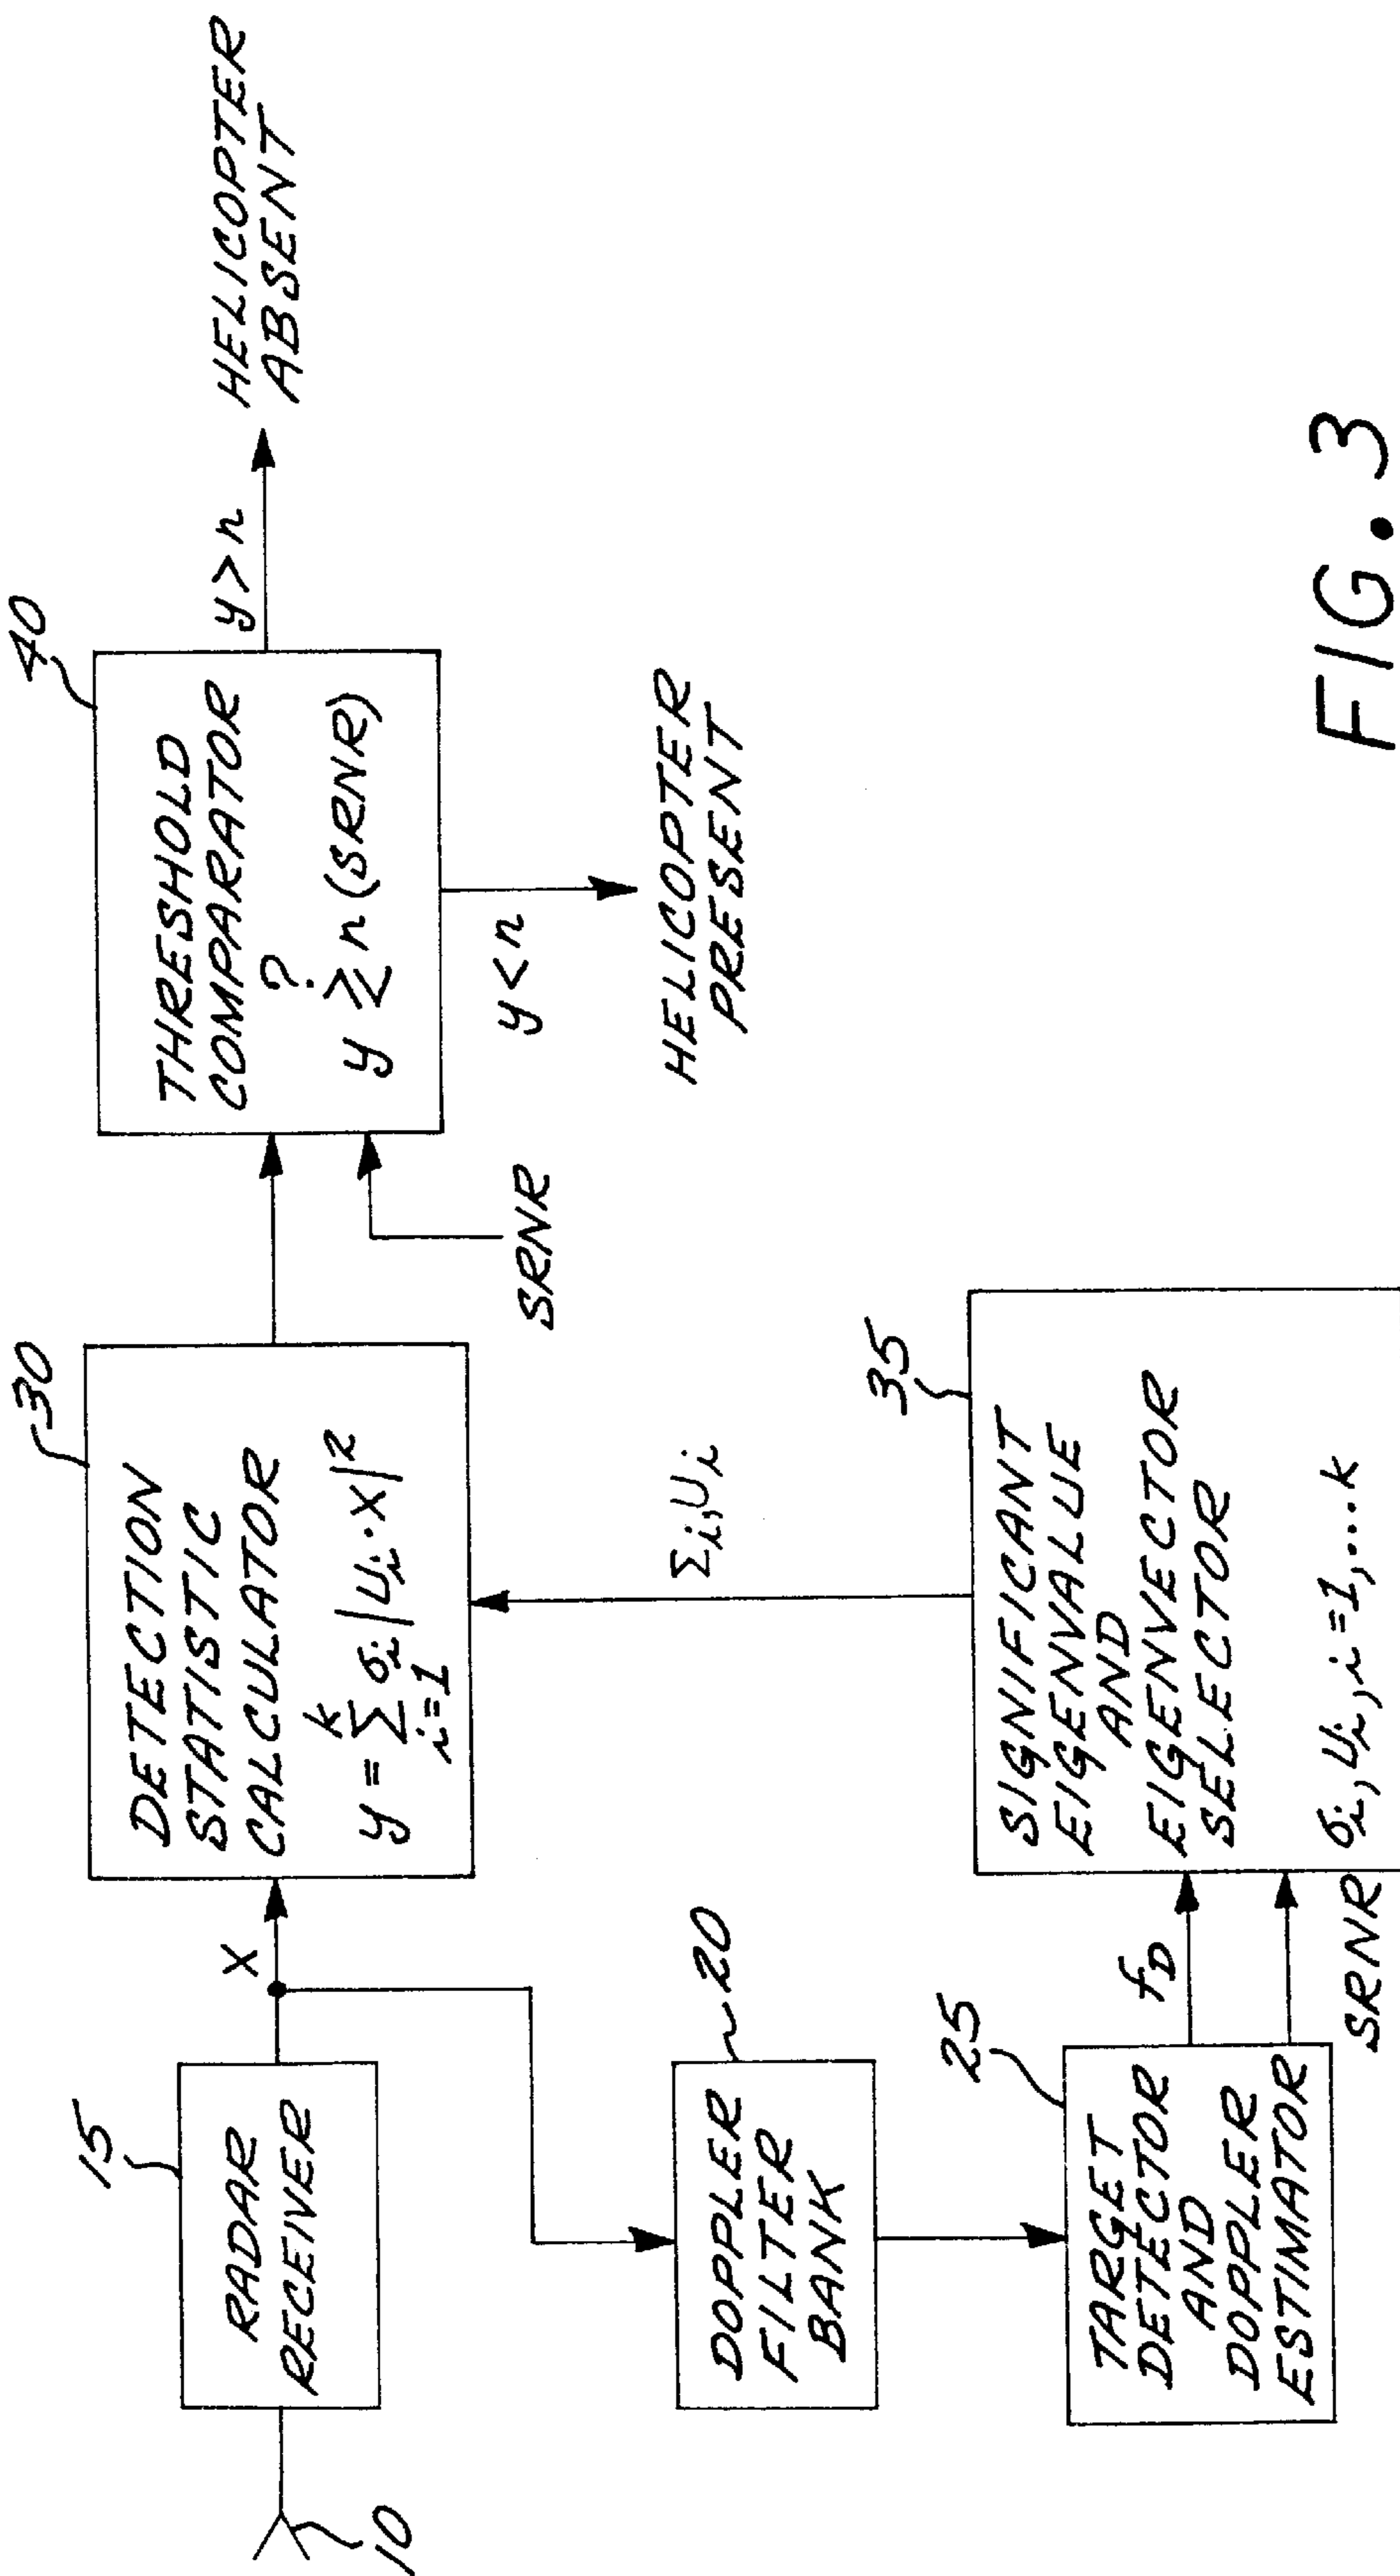 10
15
RADAR
RECEIVER
X
30
DETECTION
STATISTIC
CALCULATOR
y = Σ σi |Ui · X|²
k
i=1
40
THRESHOLD
COMPARATOR
?
y ≷ n (SRNR)
SRNR
y > n
HELICOPTER
ABSENT
y < n
HELICOPTER
PRESENT
20
DOPPLER
FILTER
BANK
25
TARGET
DETECTOR
AND
DOPPLER
ESTIMATOR
fD
SRNR
35
SIGNIFICANT
EIGENVALUE
AND
EIGENVECTOR
SELECTOR
σi, Ui, i=1,...k
Σi, Ui
FIG. 3